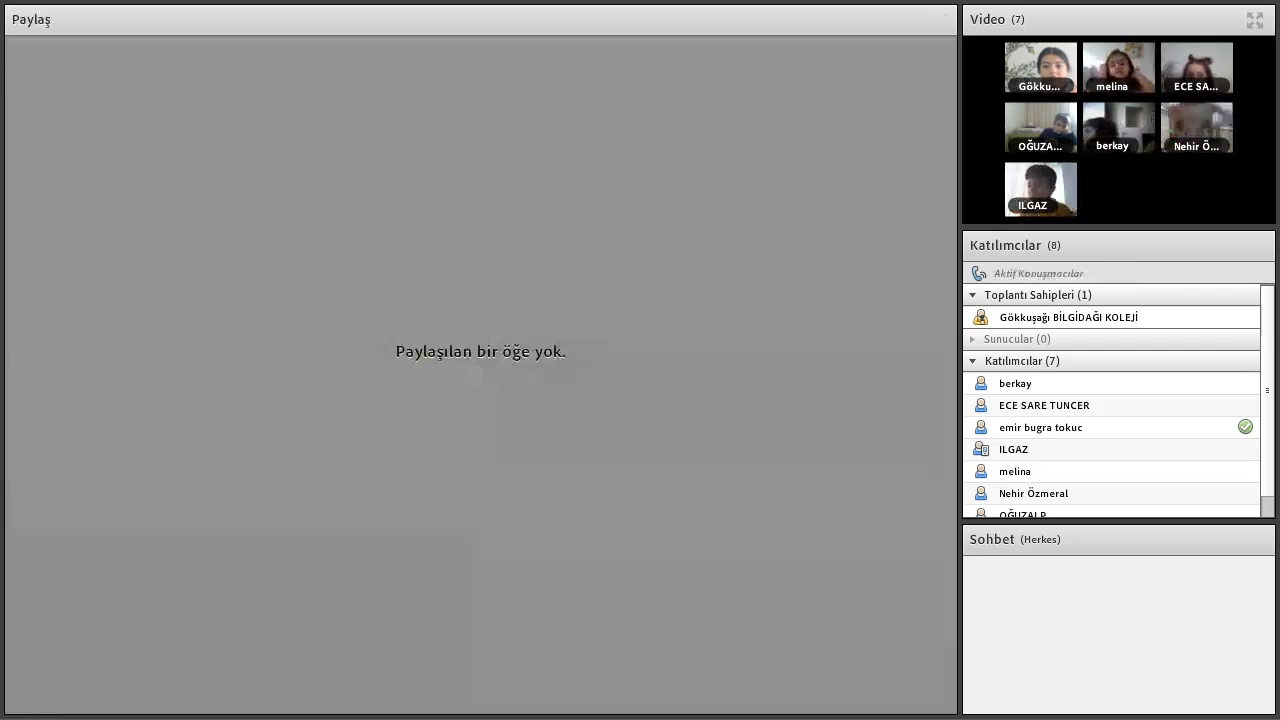 Paylaş
Paylaşılan bir öğe yok.
Video (7)
Gökku...
melina
ECE SA...
OĞUZA...
berkay
Nehir Ö...
ILGAZ
Katılımcılar (8)
Aktif Konuşmacılar
Toplantı Sahipleri (1)
Gökkuşağı BİLGİDAĞI KOLEJİ
Sunucular (0)
Katılımcılar (7)
berkay
ECE SARE TUNCER
emir bugra tokuc
ILGAZ
melina
Nehir Özmeral
OĞUZALP
Sohbet (Herkes)